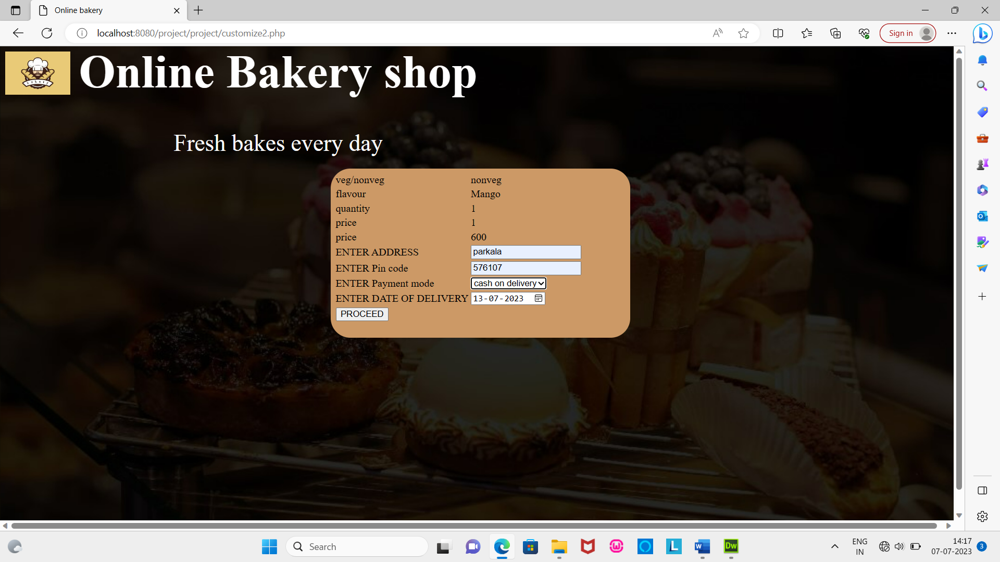 Online bakery
localhost:8080/project/project/customize2.php
Sign in
bakery
Online Bakery shop
Fresh bakes every day
veg/nonveg nonveg
flavour Mango
quantity 1
price 1
price 600
ENTER ADDRESS parkala
ENTER Pin code 576107
ENTER Payment mode cash on delivery
ENTER DATE OF DELIVERY 13-07-2023
PROCEED
Search
Dw
ENG
IN
14:17
07-07-2023
3